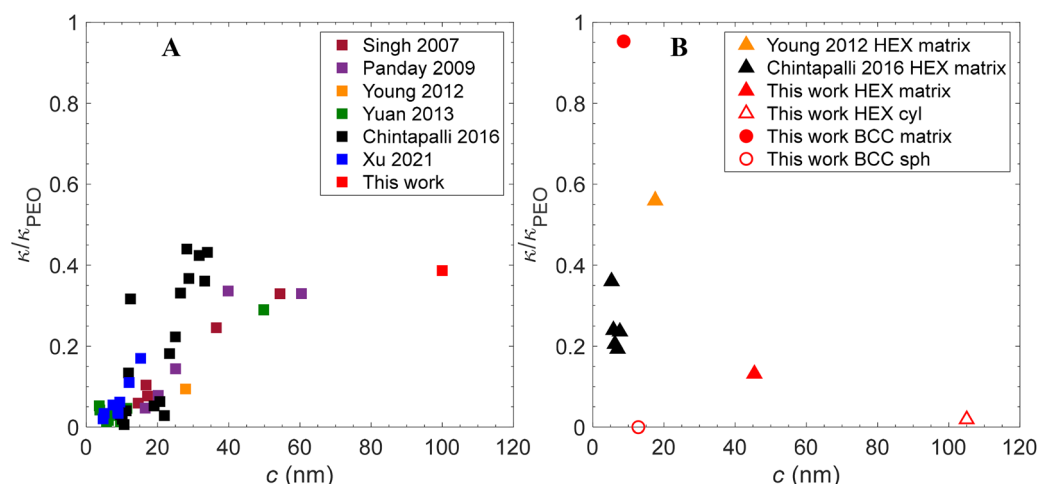 A
Singh 2007
Panday 2009
Young 2012
Yuan 2013
Chintapalli 2016
Xu 2021
This work
1
0.8
0.6
0.4
0.2
0
κ/κPEO
0 20 40 60 80 100 120
c (nm)
B
Young 2012 HEX matrix
Chintapalli 2016 HEX matrix
This work HEX matrix
This work HEX cyl
This work BCC matrix
This work BCC sph
1
0.8
0.6
0.4
0.2
0
κ/κPEO
0 20 40 60 80 100 120
c (nm)